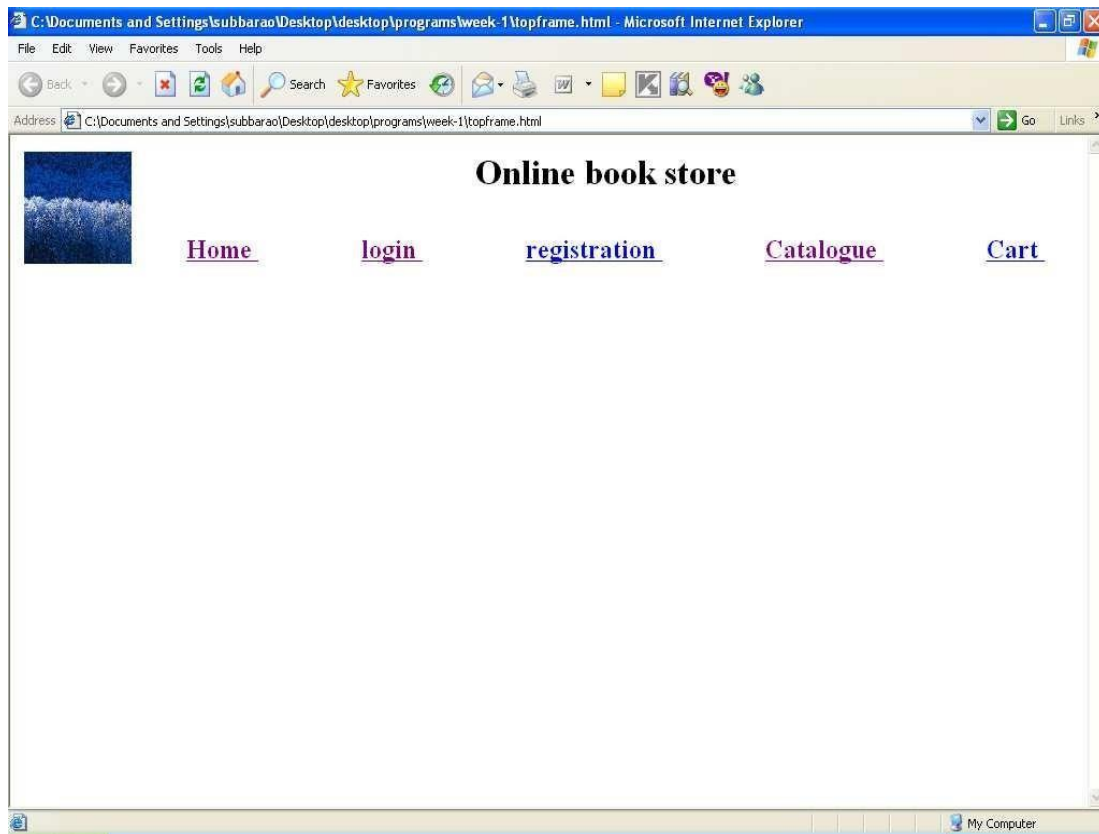 C:\Documents and Settings\subbarao\Desktop\desktop\programs\week-1\topframe.html - Microsoft Internet Explorer
File Edit View Favorites Tools Help
Back Search Favorites
Address C:\Documents and Settings\subbarao\Desktop\desktop\programs\week-1\topframe.html Go Links
Online book store
Home login registration Catalogue Cart
My Computer